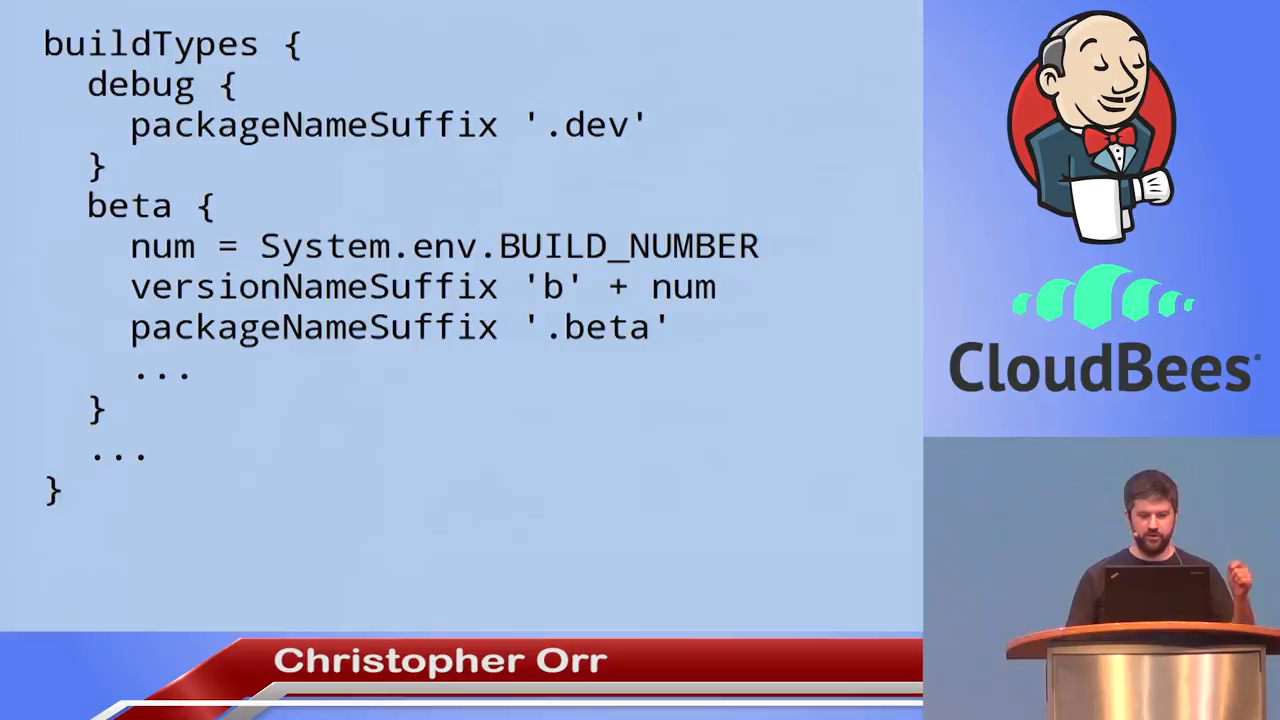 buildTypes {
debug {
packageNameSuffix '.dev'
}
beta {
num = System.env.BUILD_NUMBER
versionNameSuffix 'b' + num
packageNameSuffix '.beta'
...
}
...
}
CloudBees
Christopher Orr